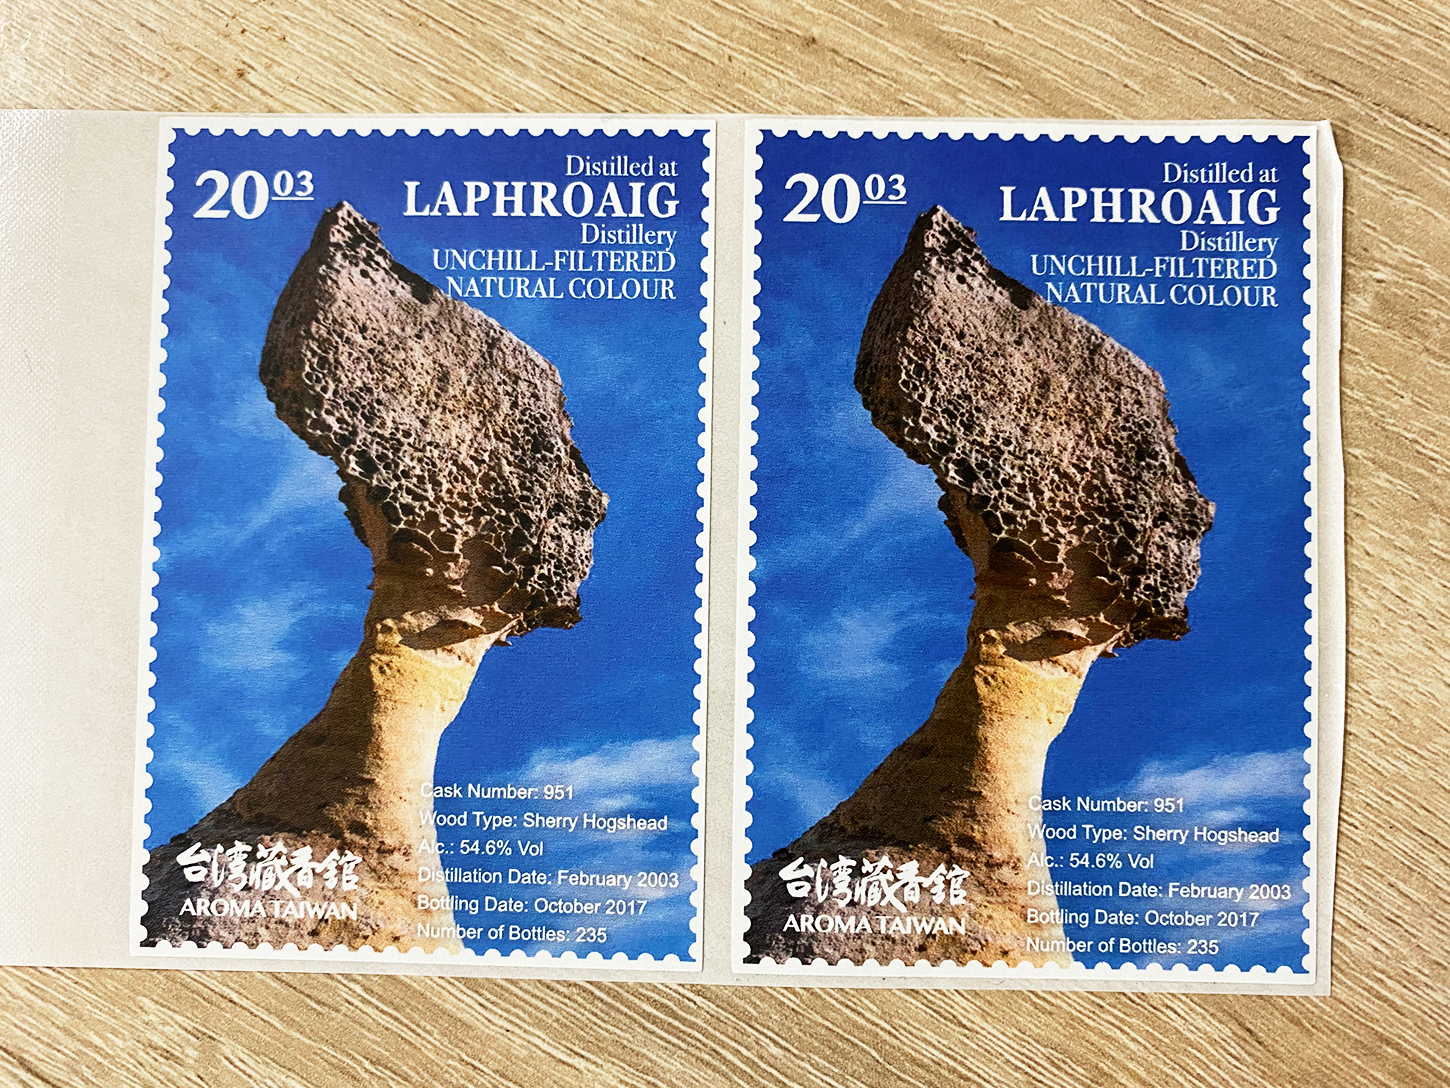 2003
Distilled at
LAPHROAIG
Distillery
UNCHILL-FILTERED
NATURAL COLOUR
Cask Number: 951
Wood Type: Sherry Hogshead
Alc.: 54.6% Vol
Distillation Date: February 2003
Bottling Date: October 2017
Number of Bottles: 235
台灣藏香館
AROMA TAIWAN
2003
Distilled at
LAPHROAIG
Distillery
UNCHILL-FILTERED
NATURAL COLOUR
Cask Number: 951
Wood Type: Sherry Hogshead
Alc.: 54.6% Vol
Distillation Date: February 2003
Bottling Date: October 2017
Number of Bottles: 235
台灣藏香館
AROMA TAIWAN